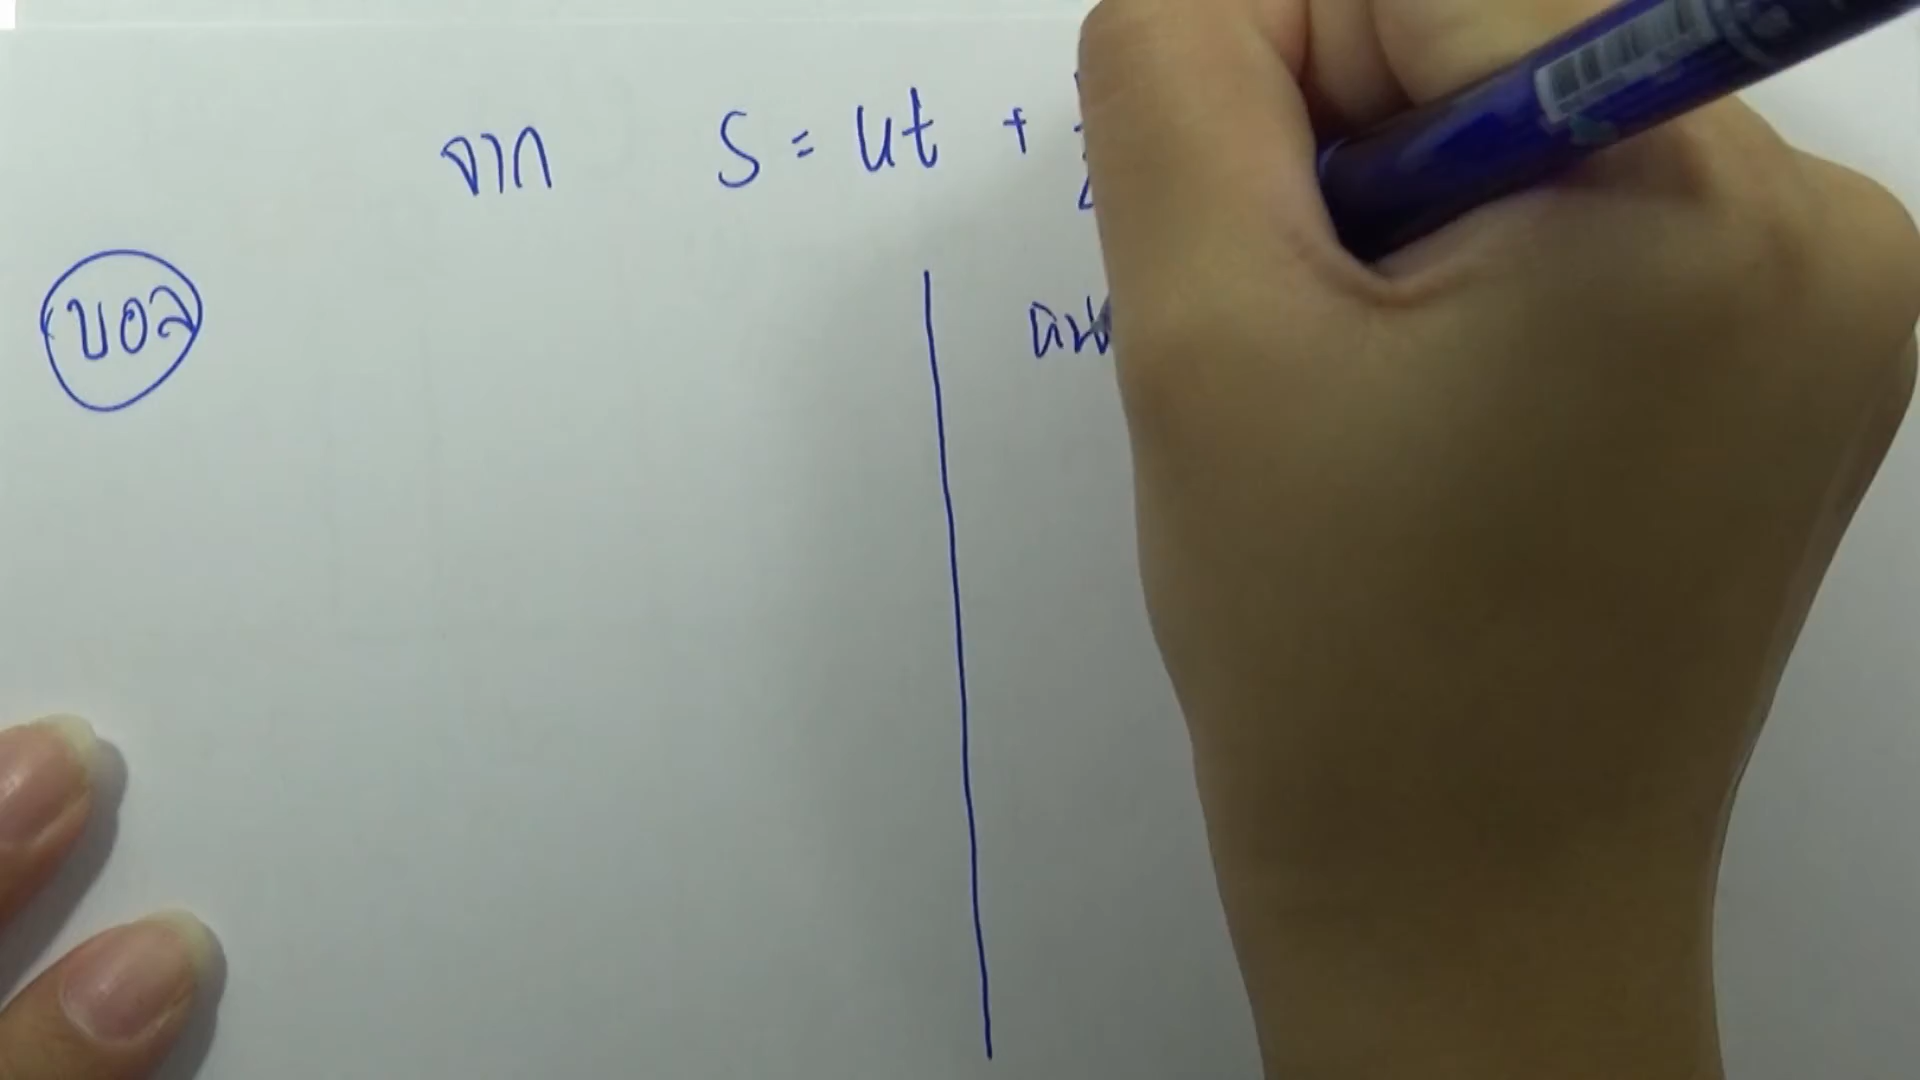 จาก S = ut +
บอล